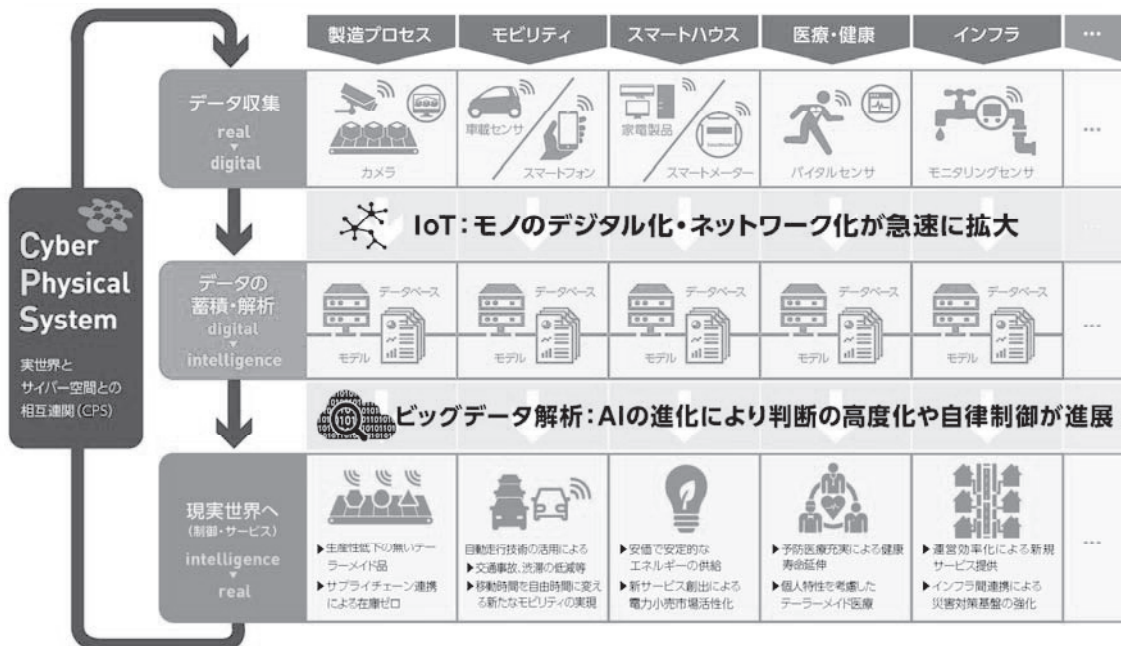 製造プロセス
モビリティ
スマートハウス
医療・健康
インフラ
…
データ収集
real
digital
カメラ
車載センサ
スマートフォン
家電製品
スマートメーター
バイタルセンサ
モニタリングセンサ
…
IoT：モノのデジタル化・ネットワーク化が急速に拡大
…
Cyber
Physical
System
実世界と
サイバー空間との
相互連関(CPS)
データの
蓄積・解析
digital
intelligence
データベース
モデル
データベース
モデル
データベース
モデル
データベース
モデル
データベース
モデル
…
ビッグデータ解析：AIの進化により判断の高度化や自律制御が進展
現実世界へ
(制御・サービス)
intelligence
real
▶生産性低下の無いテー
ラーメイド品
▶サプライチェーン連携
による在庫ゼロ
自動走行技術の活用による
▶交通事故、渋滞の低減等
▶移動時間を自由時間に変え
る新たなモビリティの実現
▶安価で安定的な
エネルギーの供給
▶新サービス創出による
電力小売市場活性化
▶予防医療充実による健康
寿命延伸
▶個人特性を考慮した
テーラーメイド医療
▶運営効率化による新規
サービス提供
▶インフラ間連携による
災害対策基盤の強化
…